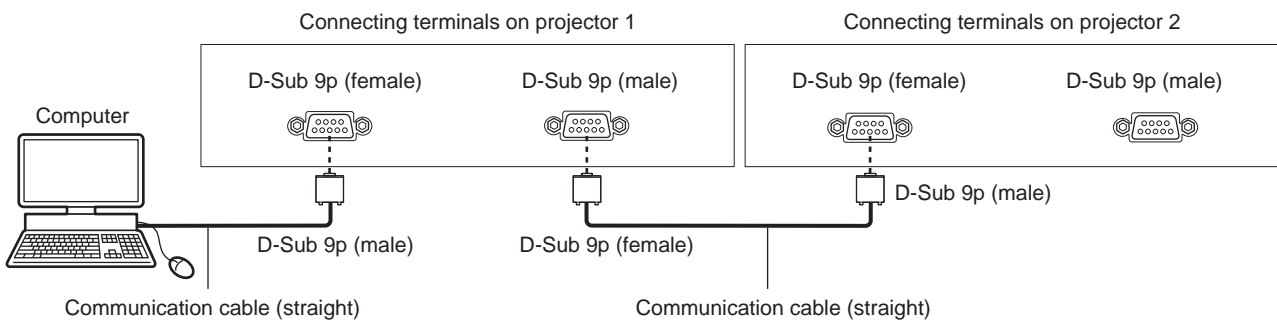 Connecting terminals on projector 1
Connecting terminals on projector 2
D-Sub 9p (female)
D-Sub 9p (male)
D-Sub 9p (female)
D-Sub 9p (male)
Computer
D-Sub 9p (male)
D-Sub 9p (male)
D-Sub 9p (female)
Communication cable (straight)
Communication cable (straight)